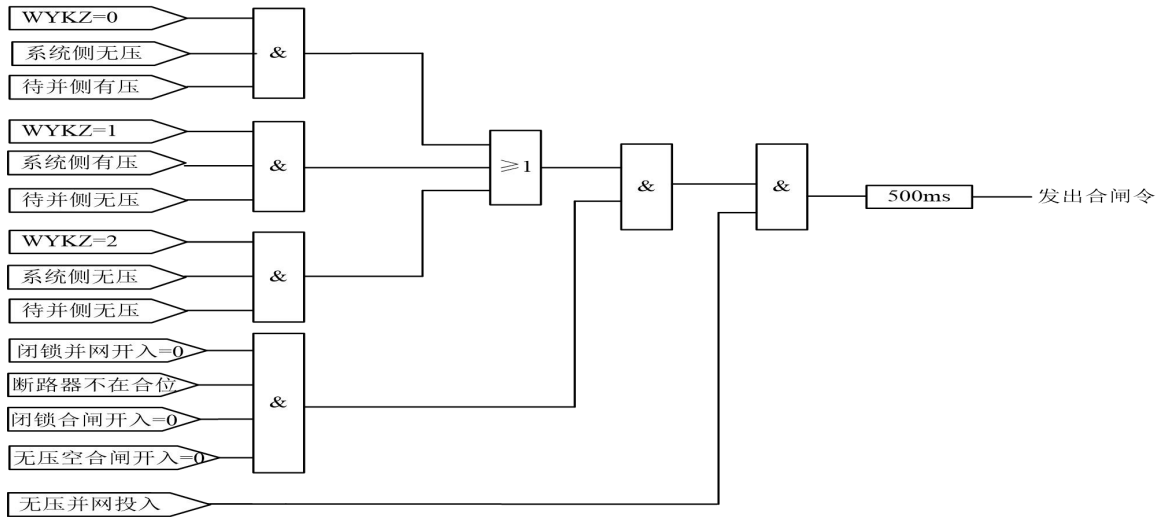 WYKZ=0
系统侧无压
待并侧有压
&
WYKZ=1
系统侧有压
待并侧无压
&
WYKZ=2
系统侧无压
待并侧无压
&
闭锁并网开入=0
断路器不在合位
闭锁合闸开入=0
无压空合闸开入=0
&
无压并网投入
≥1
&
&
500ms
发出合闸令